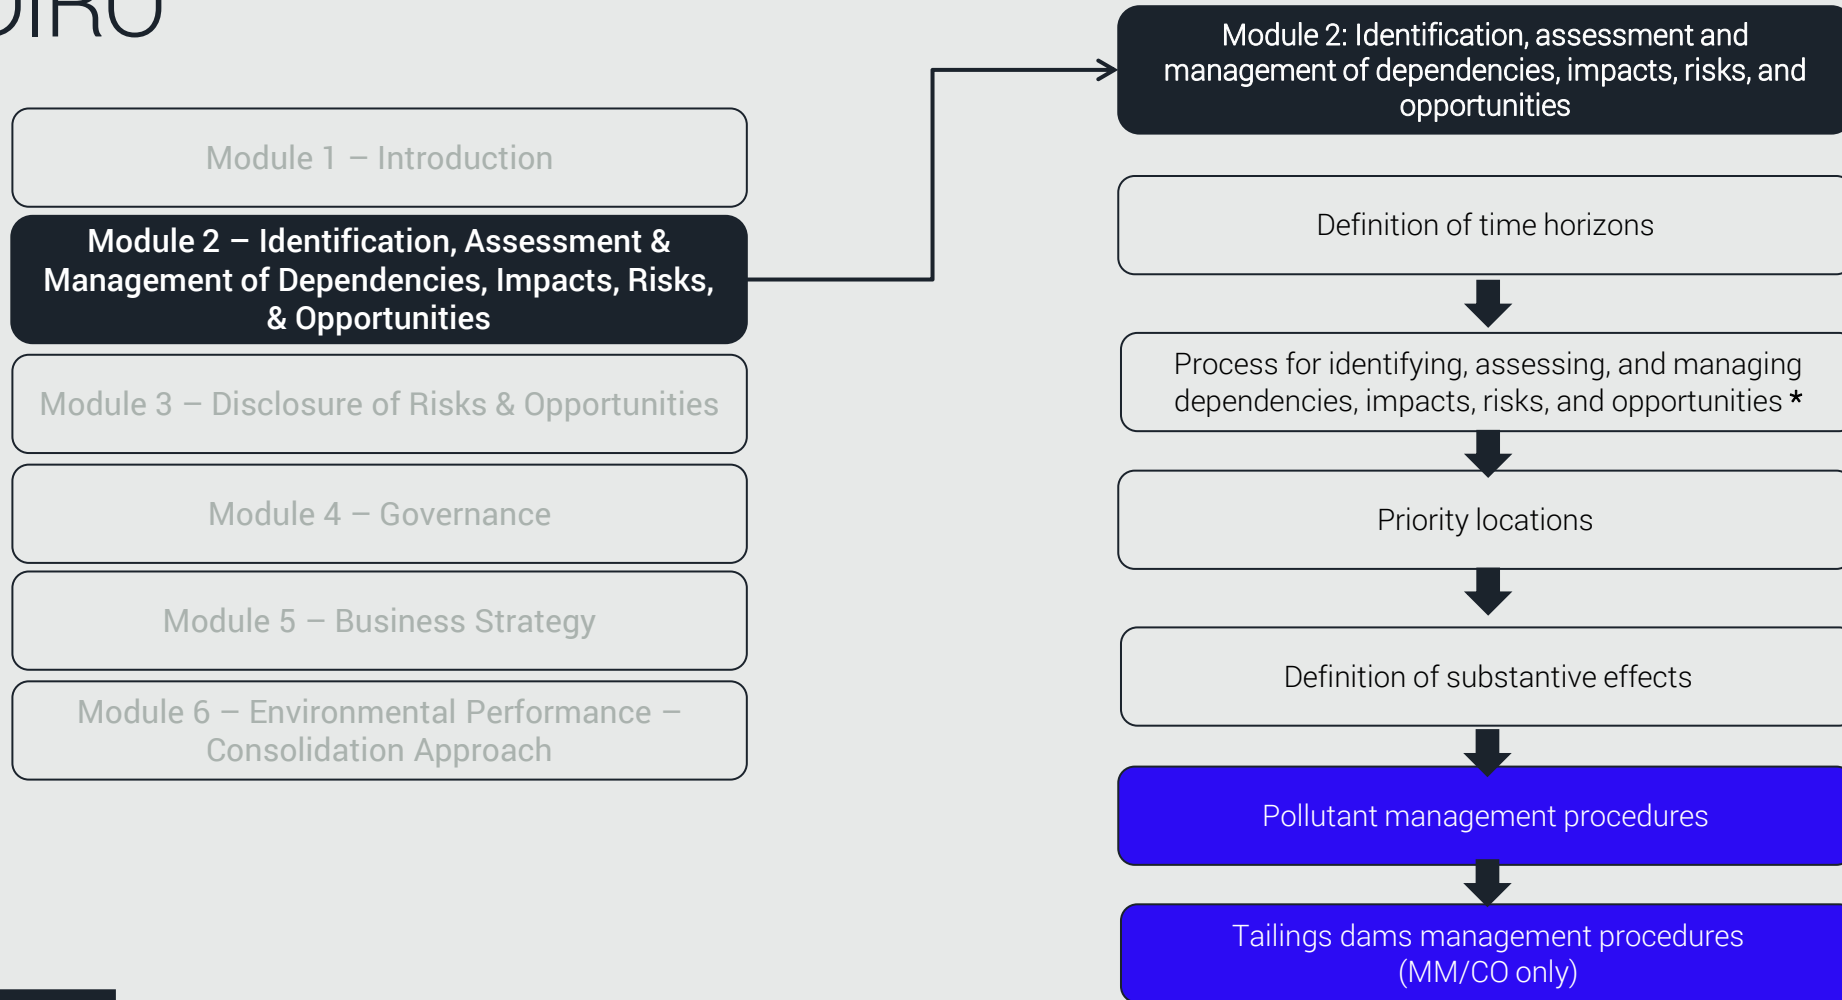 DIRO
Module 1 – Introduction
Module 2 – Identification, Assessment &
Management of Dependencies, Impacts, Risks,
& Opportunities
Module 3 – Disclosure of Risks & Opportunities
Module 4 – Governance
Module 5 – Business Strategy
Module 6 – Environmental Performance –
Consolidation Approach
Module 2: Identification, assessment and
management of dependencies, impacts, risks, and
opportunities
Definition of time horizons
Process for identifying, assessing, and managing
dependencies, impacts, risks, and opportunities *
Priority locations
Definition of substantive effects
Pollutant management procedures
Tailings dams management procedures
(MM/CO only)